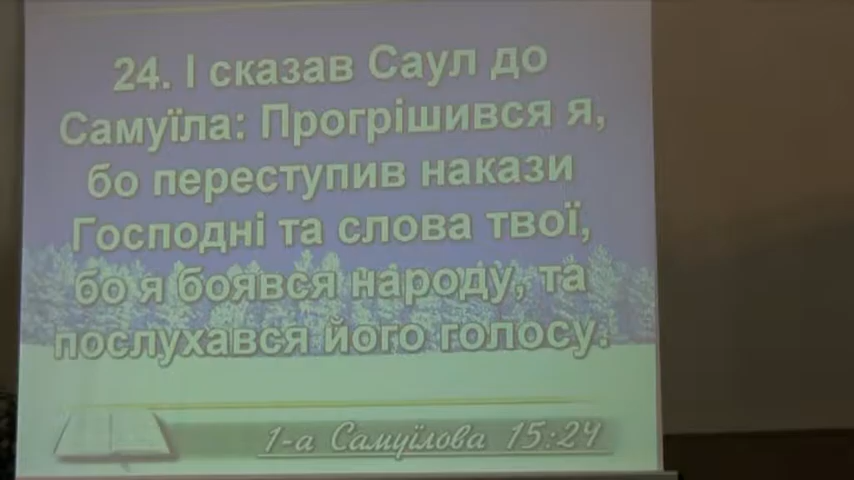 24. І сказав Саул до
Самуїла: Прогрішився я,
бо переступив накази
Господні та слова твої,
бо я боявся народу, та
послухався його голосу.
1-а Самуїлова 15:24